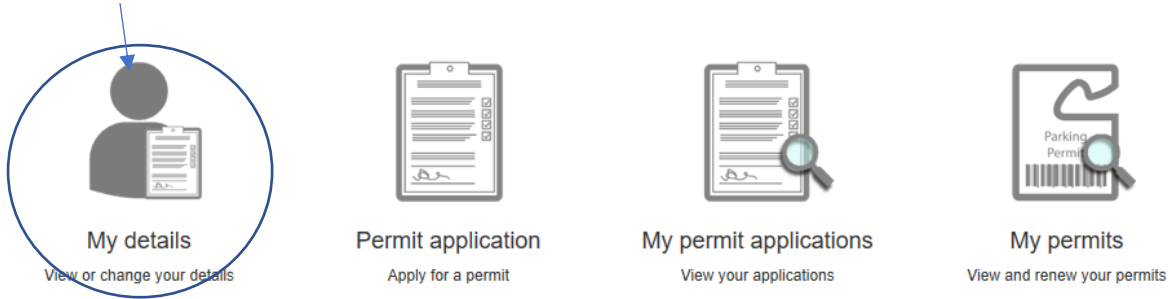 Parking
Permit
My details
Permit application
My permit applications
My permits
View or change your details
Apply for a permit
View your applications
View and renew your permits